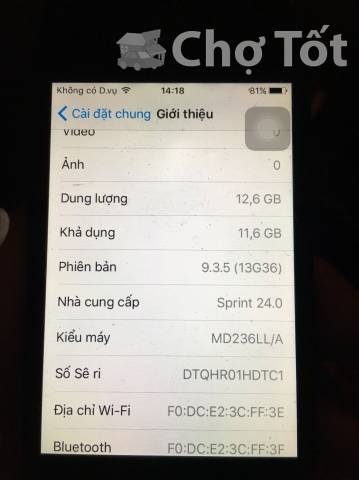 Chợ Tốt
Không có D.vụ 14:18 81%
Cài đặt chung Giới thiệu
Video 0
Ảnh 0
Dung lượng 12,6 GB
Khả dụng 11,6 GB
Phiên bản 9.3.5 (13G36)
Nhà cung cấp Sprint 24.0
Kiểu máy MD236LL/A
Số Sê ri DTQHR01HDTC1
Địa chỉ Wi-Fi F0:DC:E2:3C:FF:3E
Bluetooth F0:DC:E2:3C:FF:3F